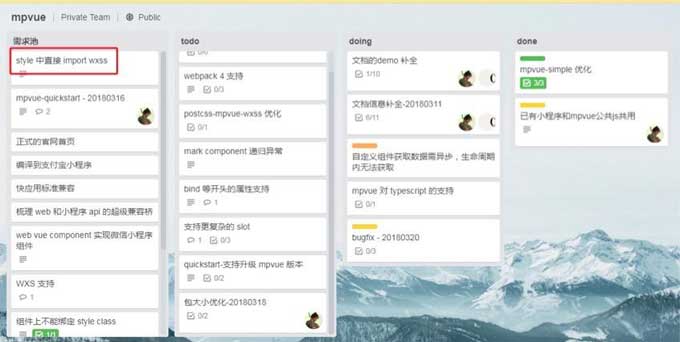 mpvue Private Team Public
需求池
style 中直接 import wxss
mpvue-quickstart - 20180316
2
正式的官网首页
编译到支付宝小程序
快应用标准兼容
梳理 web 和小程序 api 的超级兼容桥
web vue component 实现微信小程序
组件
WXS 支持
1
组件上不能绑定 style class
1/1
todo
0/1
webpack 4 支持
0/3
postcss-mpvue-wxss 优化
0/1
mark component 递归异常
bind 等开头的属性支持
支持更复杂的 slot
1 0/3
quickstart-支持升级 mpvue 版本
0/2
包大小优化-20180318
0/2
doing
文档的demo 补全
1/10
文档信息补全-20180311
6/11
自定义组件获取数据需异步，生命周期
内无法获取
mpvue 对 typescript 的支持
0/1
bugfix - 20180320
0/3
done
mpvue-simple 优化
3/3
已有小程序和mpvue公共js共用